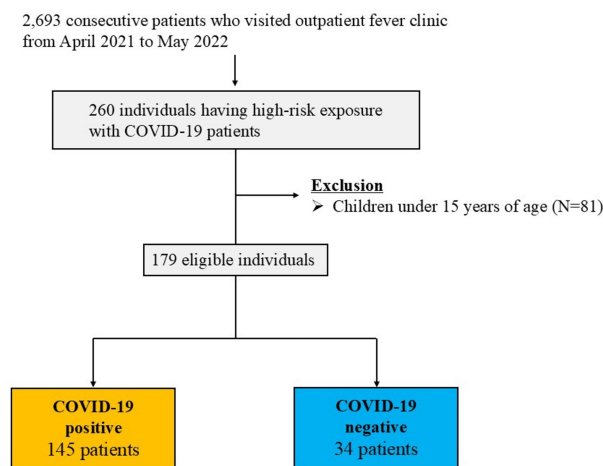 2,693 consecutive patients who visited outpatient fever clinic
from April 2021 to May 2022
260 individuals having high-risk exposure
with COVID-19 patients
Exclusion
➢ Children under 15 years of age (N=81)
179 eligible individuals
COVID-19
positive
145 patients
COVID-19
negative
34 patients